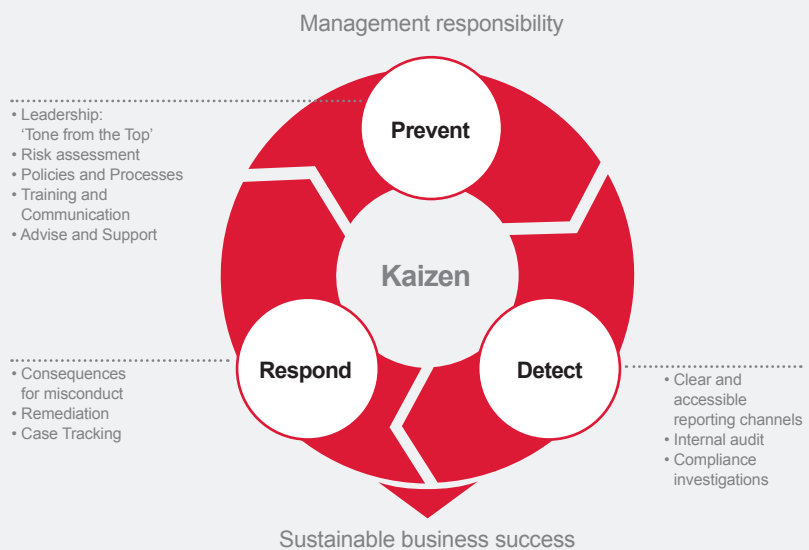 Management responsibility
Prevent
• Leadership:
‘Tone from the Top’
• Risk assessment
• Policies and Processes
• Training and
Communication
• Advise and Support
Kaizen
Respond
• Consequences
for misconduct
• Remediation
• Case Tracking
Detect
• Clear and
accessible
reporting channels
• Internal audit
• Compliance
investigations
Sustainable business success